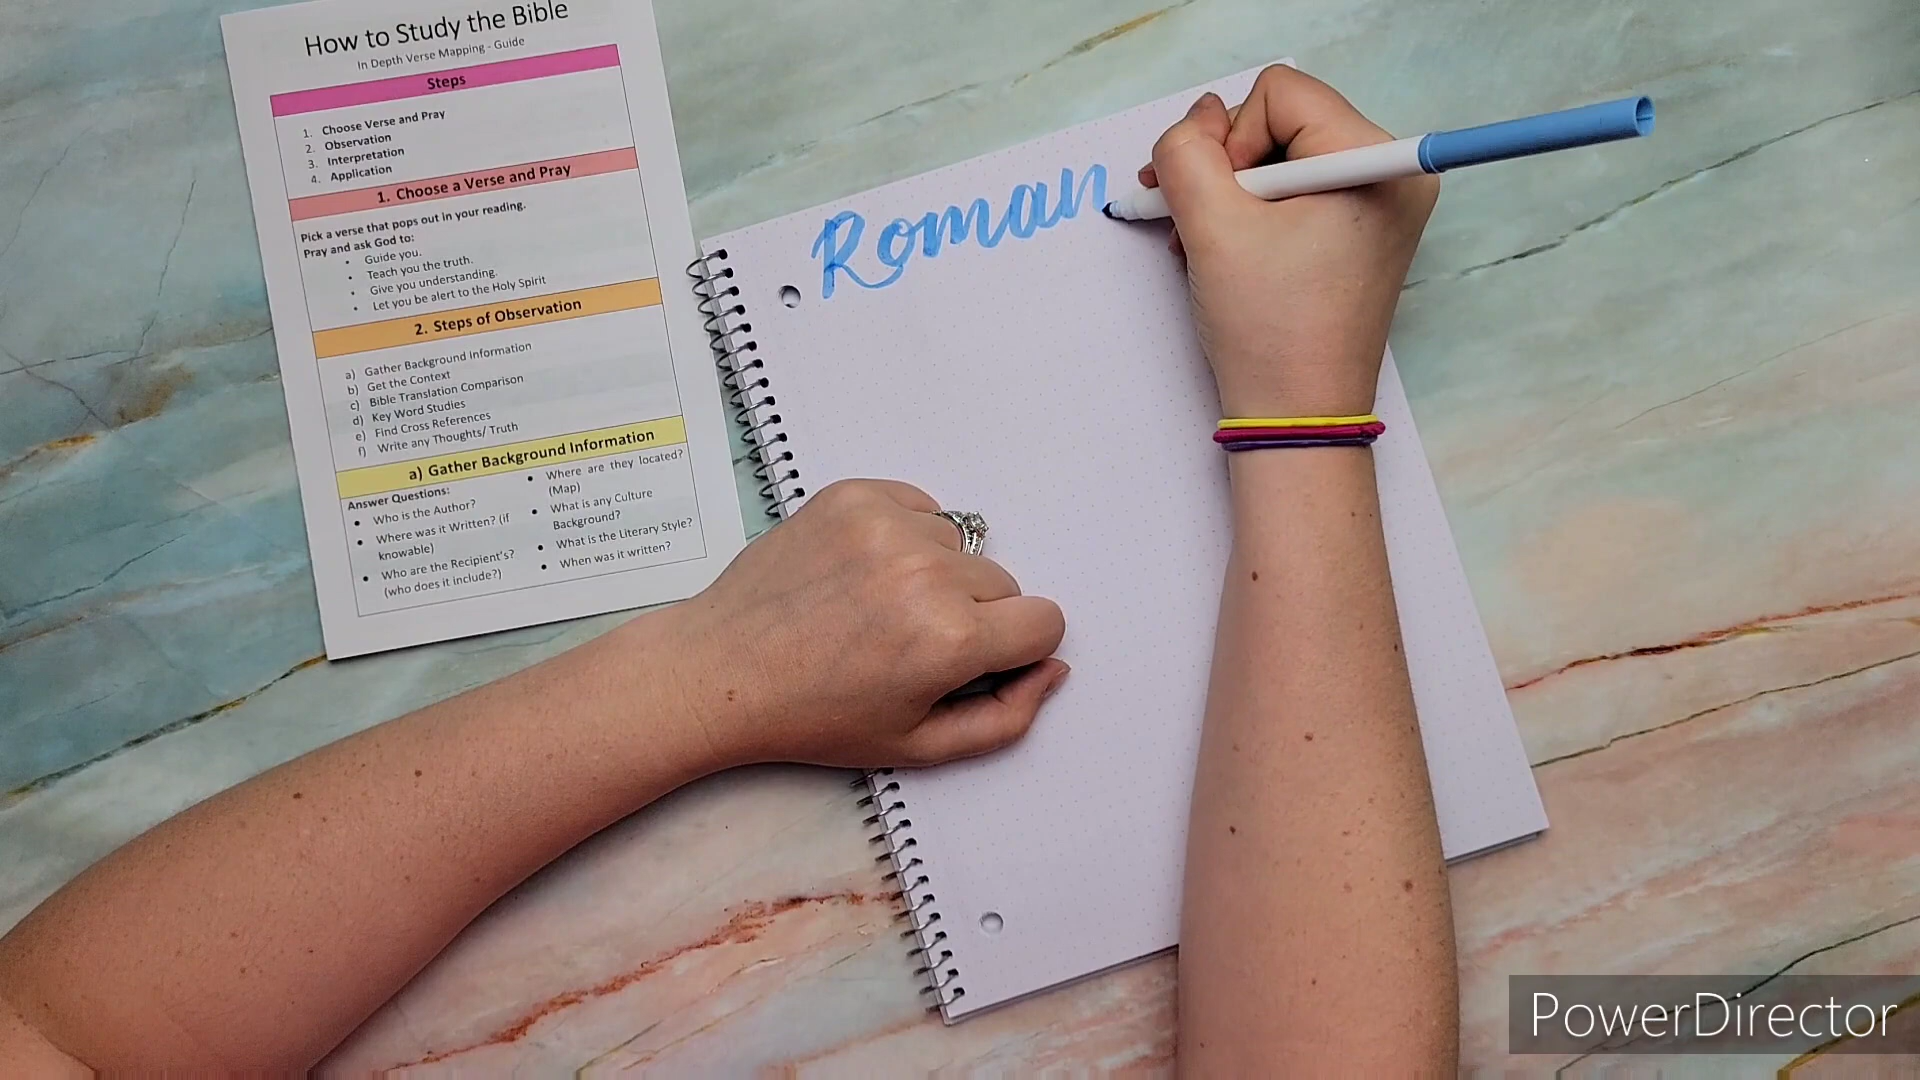 How to Study the Bible
In Depth Verse Mapping - Guide
Steps
1. Choose Verse and Pray
2. Observation
3. Interpretation
4. Application
1. Choose a Verse and Pray
Pick a verse that pops out in your reading.
Pray and ask God to:
• Guide you.
• Teach you the truth.
• Give you understanding.
• Let you be alert to the Holy Spirit
2. Steps of Observation
a) Gather Background Information
b) Get the Context
c) Bible Translation Comparison
d) Key Word Studies
e) Find Cross References
f) Write any Thoughts/ Truth
a) Gather Background Information
Answer Questions:
• Who is the Author?
• Where was it Written? (if
knowable)
• Who are the Recipient's?
(who does it include?)
• Where are they located?
(Map)
• What is any Culture
Background?
• What is the Literary Style?
• When was it written?
Roman
PowerDirector